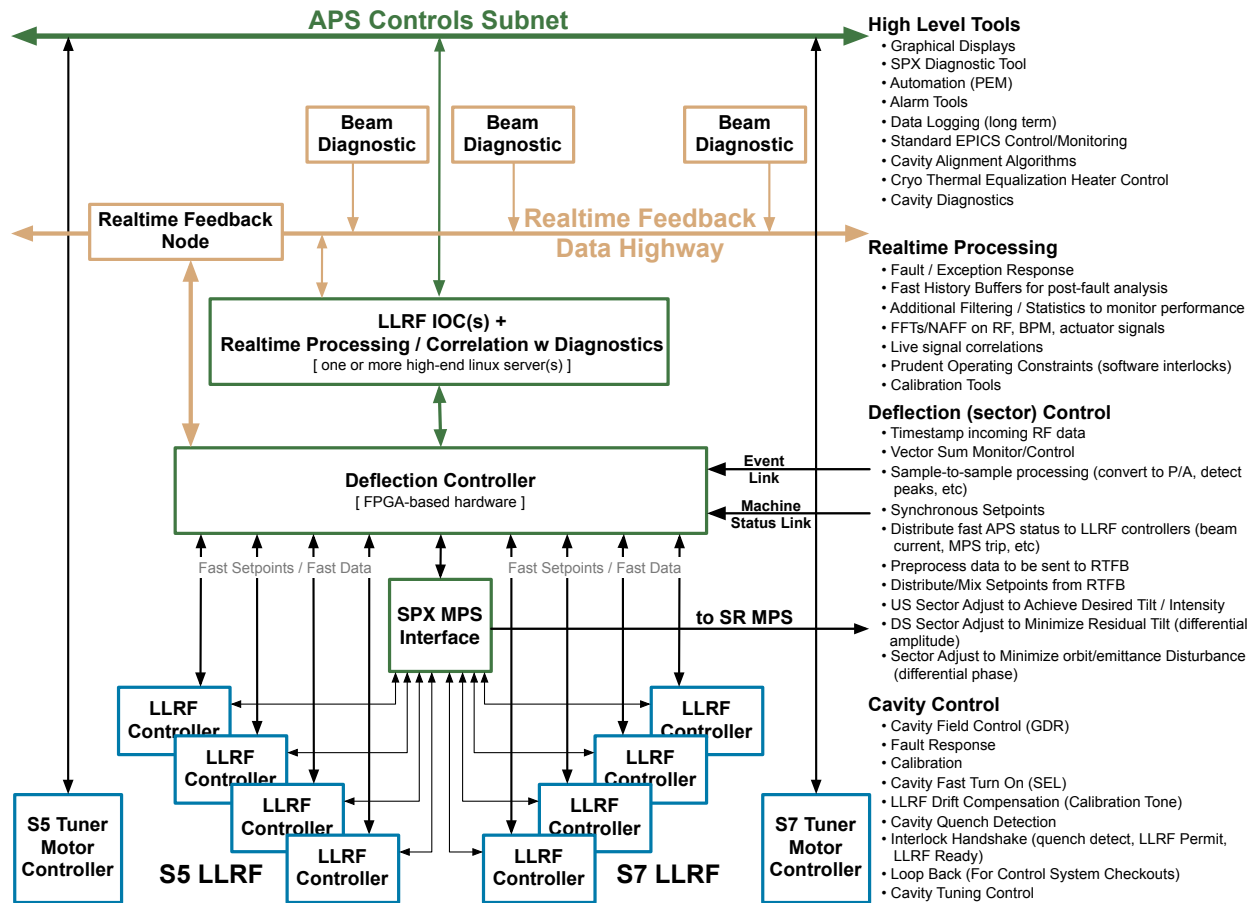 APS Controls Subnet
Beam
Diagnostic
Beam
Diagnostic
Beam
Diagnostic
Realtime Feedback
Node
Realtime Feedback
Data Highway
LLRF IOC(s) +
Realtime Processing / Correlation w Diagnostics
[ one or more high-end linux server(s) ]
Deflection Controller
[ FPGA-based hardware ]
Event
Link
Machine
Status Link
Fast Setpoints / Fast Data
Fast Setpoints / Fast Data
SPX MPS
Interface
to SR MPS
LLRF
Controller
LLRF
Controller
LLRF
Controller
LLRF
Controller
LLRF
Controller
LLRF
Controller
LLRF
Controller
LLRF
Controller
S5 Tuner
Motor
Controller
S5 LLRF
S7 LLRF
S7 Tuner
Motor
Controller
High Level Tools
• Graphical Displays
• SPX Diagnostic Tool
• Automation (PEM)
• Alarm Tools
• Data Logging (long term)
• Standard EPICS Control/Monitoring
• Cavity Alignment Algorithms
• Cryo Thermal Equalization Heater Control
• Cavity Diagnostics
Realtime Processing
• Fault / Exception Response
• Fast History Buffers for post-fault analysis
• Additional Filtering / Statistics to monitor performance
• FFTs/NAFF on RF, BPM, actuator signals
• Live signal correlations
• Prudent Operating Constraints (software interlocks)
• Calibration Tools
Deflection (sector) Control
• Timestamp incoming RF data
• Vector Sum Monitor/Control
• Sample-to-sample processing (convert to P/A, detect
peaks, etc)
• Synchronous Setpoints
• Distribute fast APS status to LLRF controllers (beam
current, MPS trip, etc)
• Preprocess data to be sent to RTFB
• Distribute/Mix Setpoints from RTFB
• US Sector Adjust to Achieve Desired Tilt / Intensity
• DS Sector Adjust to Minimize Residual Tilt (differential
amplitude)
• Sector Adjust to Minimize orbit/emittance Disturbance
(differential phase)
Cavity Control
• Cavity Field Control (GDR)
• Fault Response
• Calibration
• Cavity Fast Turn On (SEL)
• LLRF Drift Compensation (Calibration Tone)
• Cavity Quench Detection
• Interlock Handshake (quench detect, LLRF Permit,
LLRF Ready)
• Loop Back (For Control System Checkouts)
• Cavity Tuning Control